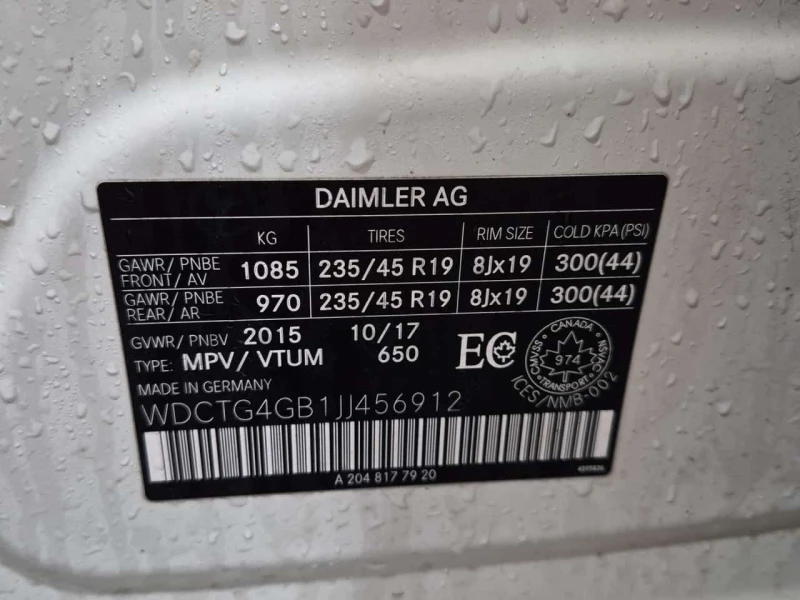 DAIMLER AG
KG TIRES RIM SIZE COLD KPA (PSI)
GAWR/ PNBE FRONT/ AV 1085 235/45 R19 8Jx19 300(44)
GAWR/ PNBE REAR/ AR 970 235/45 R19 8Jx19 300(44)
GVWR/ PNBV 2015 10/17
TYPE: MPV/VTUM 650 EC
CANADA
CMVSS 974 NSVAC
TRANSPORT
ICES/NMB-002
MADE IN GERMANY
WDCTG4GB1JJ456912
A 204 817 79 20